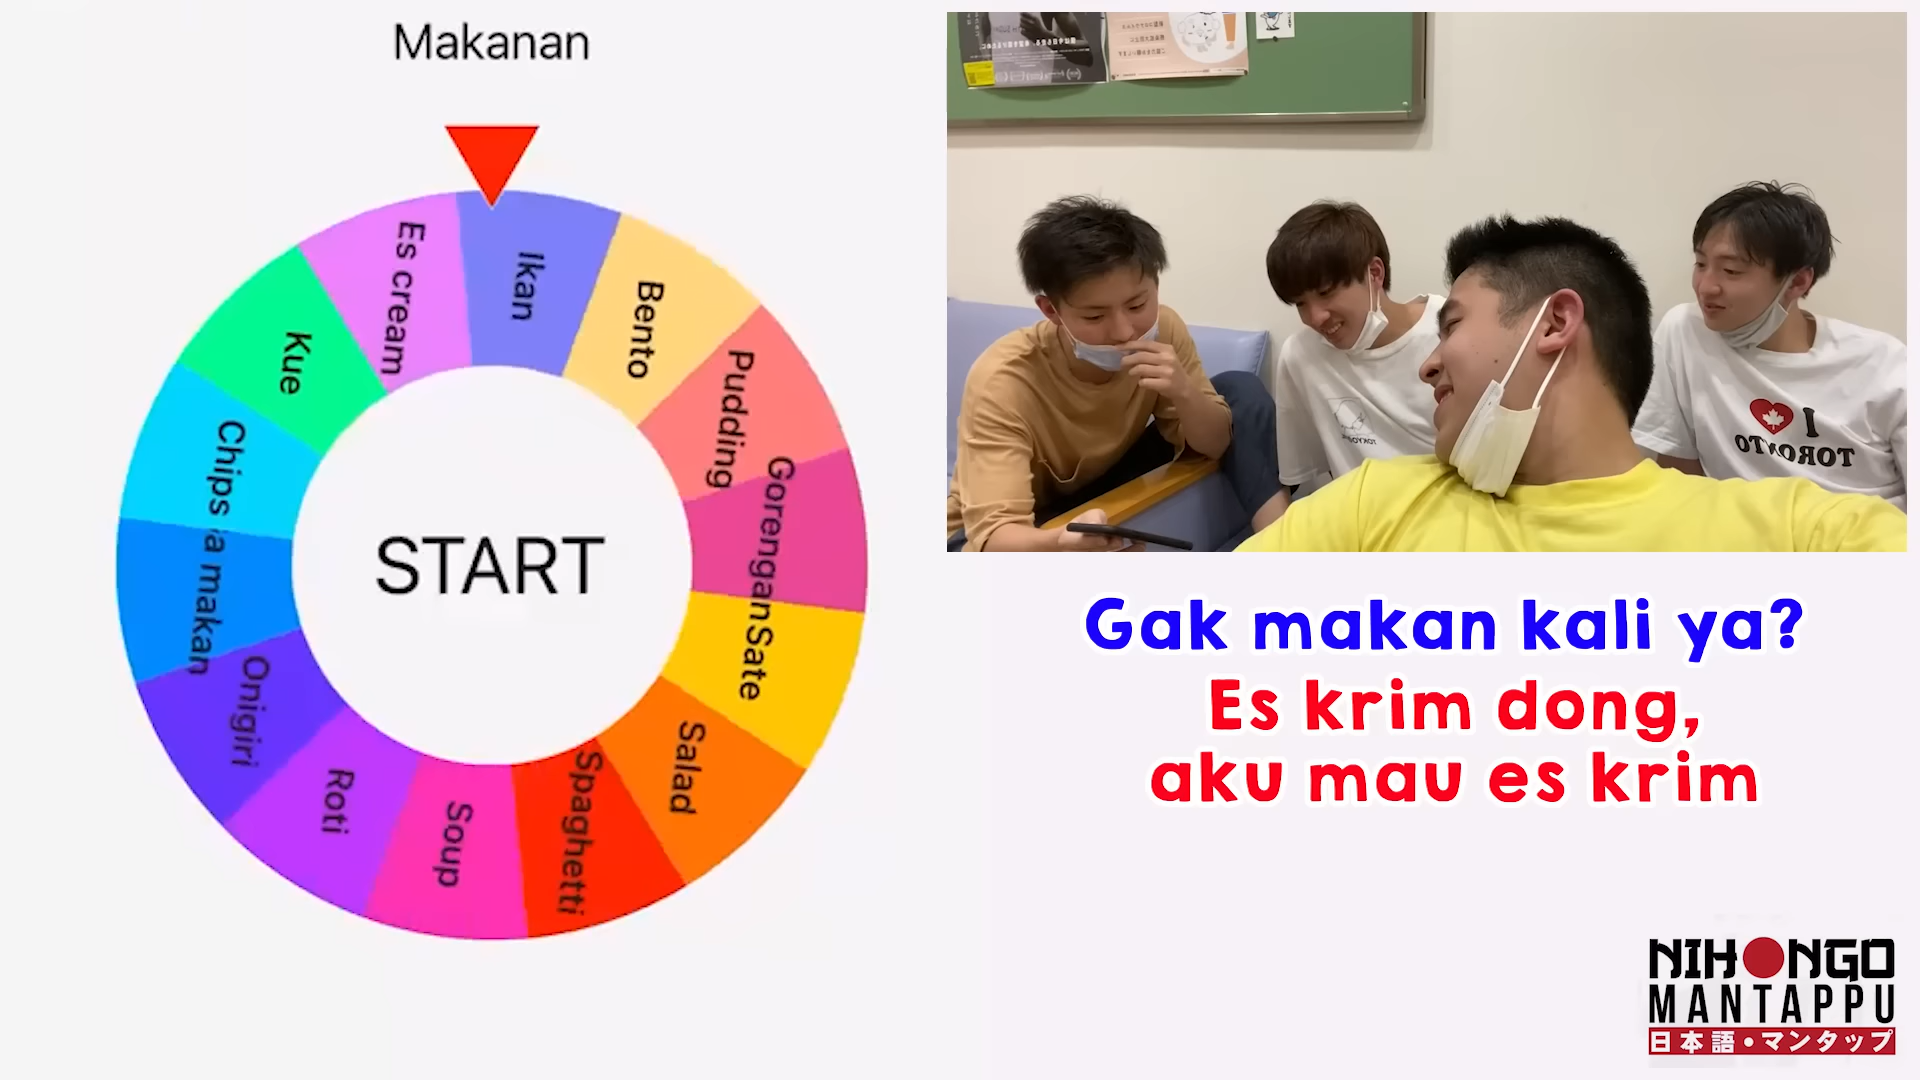 Makanan
Ikan
Bento
Pudding
Gorengan
Sate
Salad
Spaghetti
Soup
Roti
Onigiri
a makan
Chips
Kue
Es cream
START
I
TORONTO
Gak makan kali ya?
Es krim dong,
aku mau es krim
NIHONGO
MANTAPPU
日本語・マンタップ